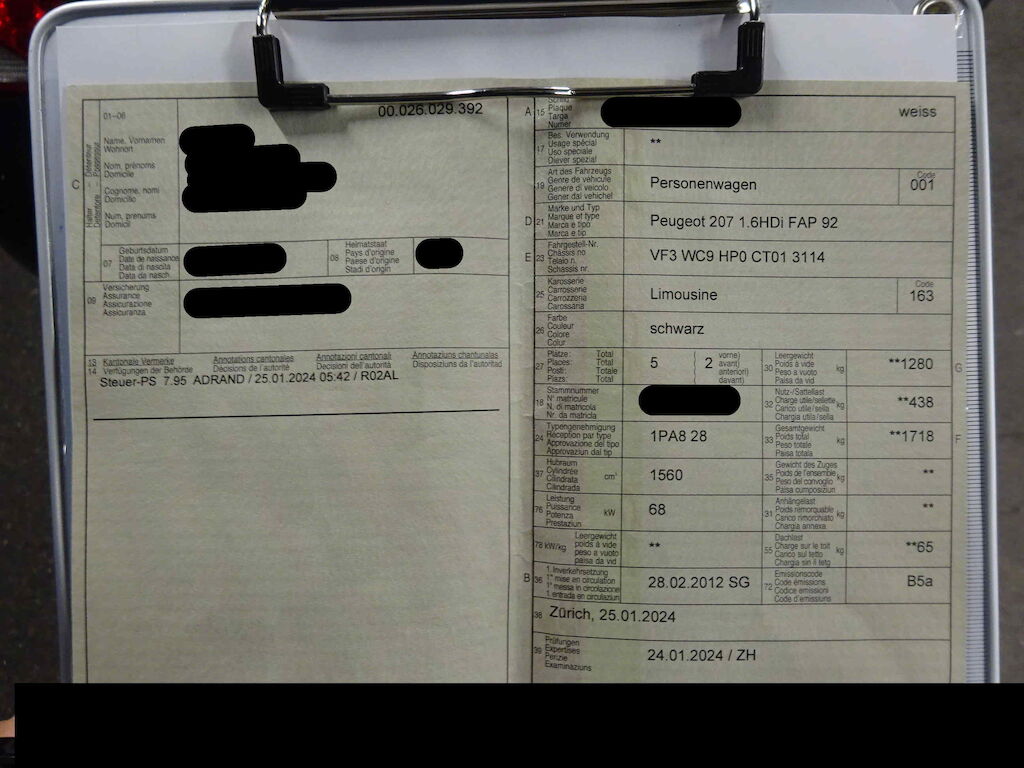 01–06
00.026.029.392
C
Halter Détenteur
Detentore Possessur
Name, Vornamen
Wohnort
Nom, prénoms
Domicile
Cognome, nomi
Domicilio
Num, prenums
Domicil
07
Geburtsdatum
Date de naissance
Data di nascita
Data da nasch.
08
Heimatstaat
Pays d'origine
Paese d'origine
Stadi d'origin
09
Versicherung
Assurance
Assicurazione
Assicuranza
13 Kantonale Vermerke
14 Verfügungen der Behörde
Annotations cantonales
Décisions de l'autorité
Annotazioni cantonali
Decisioni dell'autorità
Annotaziuns chantunalas
Disposiziuns da l'autoritad
Steuer-PS 7.95 ADRAND / 25.01.2024 05:42 / R02AL
A 15
Schild
Plaque
Targa
Numer
weiss
17
Bes. Verwendung
Usage spécial
Uso speciale
Diever spezial
**
19
Art des Fahrzeugs
Genre de véhicule
Genere di veicolo
Gener dal vehichel
Personenwagen
Code
001
D 21
Marke und Typ
Marque et type
Marca e tipo
Marca e tip
Peugeot 207 1.6HDi FAP 92
E 23
Fahrgestell-Nr.
Châssis no
Telaio n.
Schassis nr.
VF3 WC9 HP0 CT01 3114
25
Karosserie
Carrosserie
Carrozzeria
Carossaria
Limousine
Code
163
26
Farbe
Couleur
Colore
Colur
schwarz
27
Plätze: Total
Places: Total
Posti: Totale
Plazs: Total
5 ( 2
vorne)
avant)
anteriori)
davant)
30
Leergewicht
Poids à vide
Peso a vuoto
Paisa da vid
kg
**1280
G
18
Stammnummer
N° matricule
N. di matricola
Nr. da matricla
32
Nutz-/Sattellast
Charge utile/sellette
Carico utile/sella
Chargia utila/sella
kg
**438
24
Typengenehmigung
Réception par type
Approvazione del tipo
Approvaziun dal tip
1PA8 28
33
Gesamtgewicht
Poids total
Peso totale
Paisa totala
kg
**1718
F
37
Hubraum
Cylindrée
Cilindrata
Cilindrada
cm³
1560
35
Gewicht des Zuges
Poids de l'ensemble
Peso del convoglio
Paisa cumposiziun
kg
**
76
Leistung
Puissance
Potenza
Prestaziun
kW
68
31
Anhängelast
Poids remorquable
Carico rimorchiato
Chargia annexa
kg
**
78 kW/kg
Leergewicht
poids à vide
peso a vuoto
paisa da vid
**
55
Dachlast
Charge sur le toit
Carico sul tetto
Chargia sin il tetg
kg
**65
B 36
1. Inverkehrsetzung
1re mise en circulation
1a messa in circolazione
1. entrada en circulaziun
28.02.2012 SG
72
Emissionscode
Code émissions
Codice emissioni
Code d'emissiuns
B5a
38
Zürich, 25.01.2024
39
Prüfungen
Expertises
Perizie
Examinaziuns
24.01.2024 / ZH